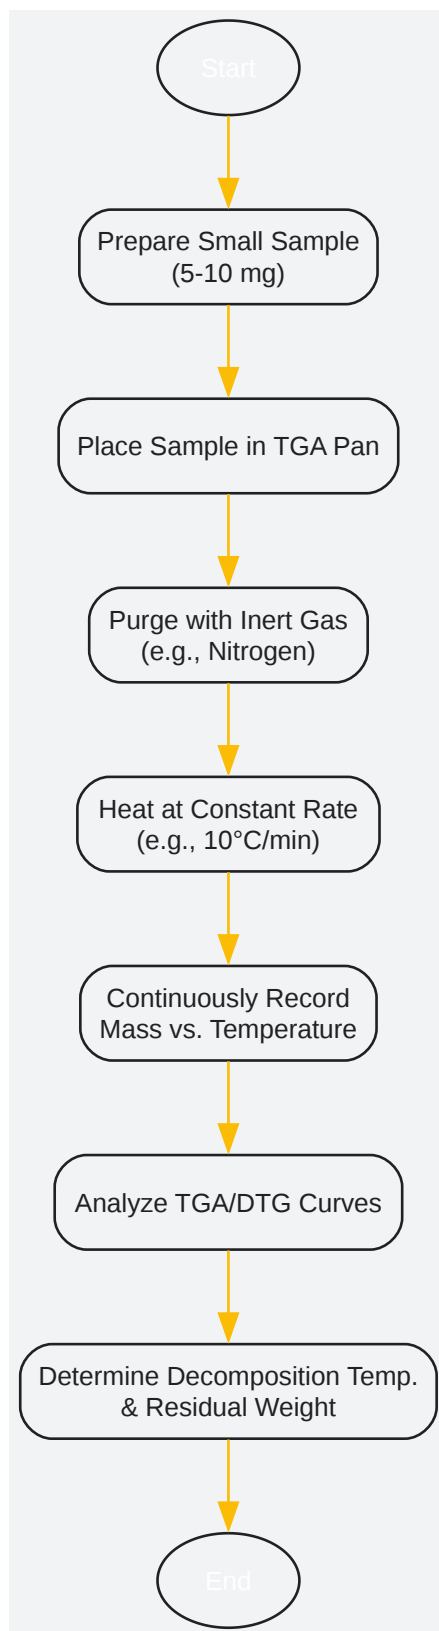 Start
Prepare Small Sample
(5-10 mg)
Place Sample in TGA Pan
Purge with Inert Gas
(e.g., Nitrogen)
Heat at Constant Rate
(e.g., 10°C/min)
Continuously Record
Mass vs. Temperature
Analyze TGA/DTG Curves
Determine Decomposition Temp.
& Residual Weight
End